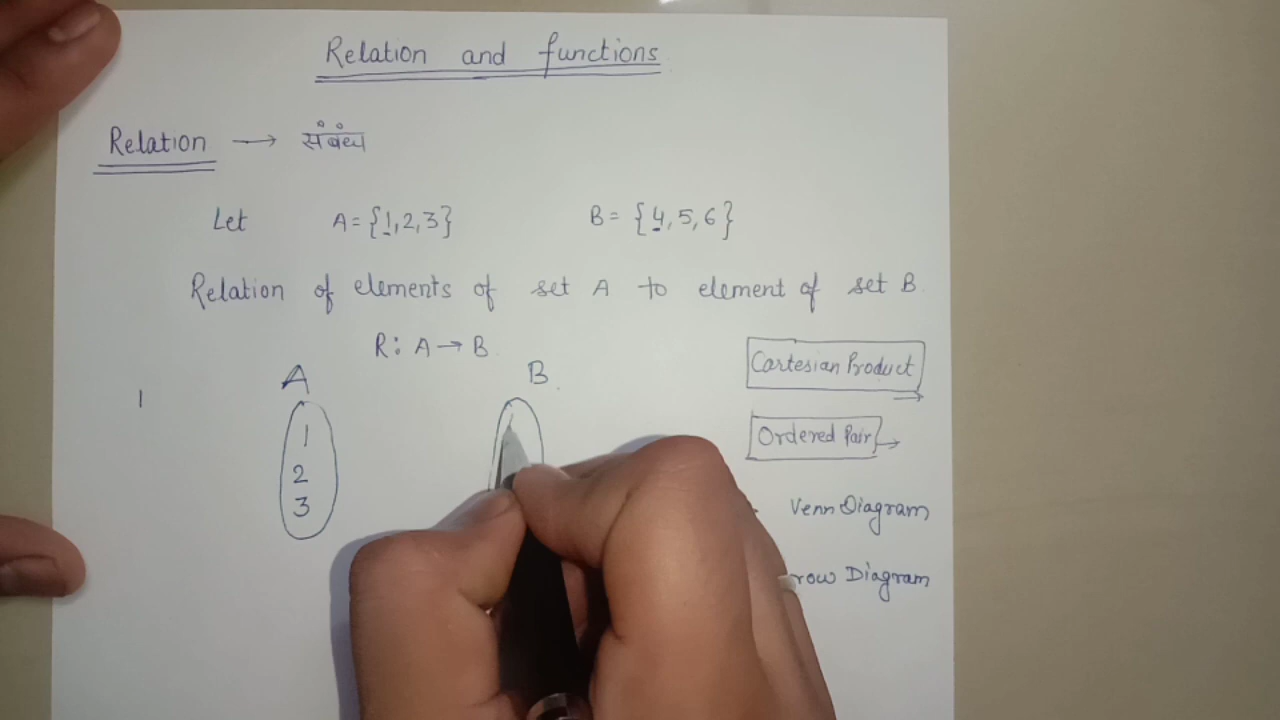 Relation and functions
Relation → संबंध
Let A = {1,2,3} B = {4,5,6}
Relation of elements of set A to element of set B.
R: A → B
A B
Cartesian Product →
Ordered Pair →
1
1
2
3
Venn Diagram
row Diagram